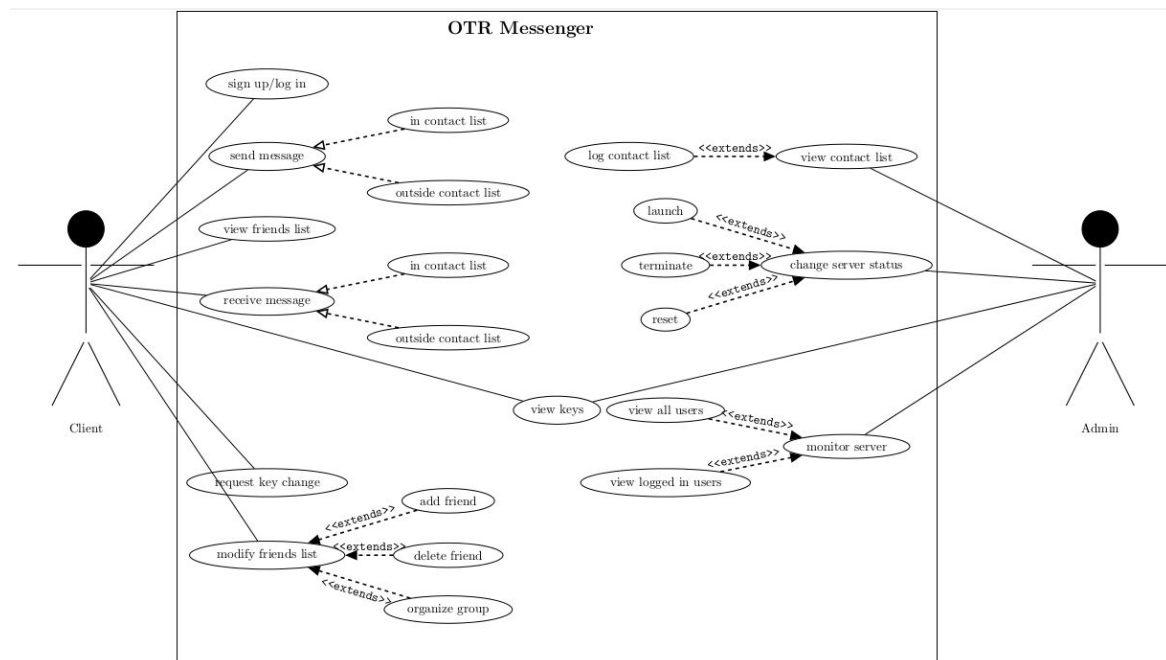 OTR Messenger
sign up/log in
in contact list
send message
outside contact list
view friends list
in contact list
receive message
outside contact list
log contact list
<<extends>>
view contact list
launch
<<extends>>
terminate
<<extends>>
change server status
<<extends>>
reset
Client
Admin
view keys
view all users
<<extends>>
monitor server
<<extends>>
view logged in users
request key change
add friend
<<extends>>
modify friends list
<<extends>>
delete friend
<<extends>>
organize group